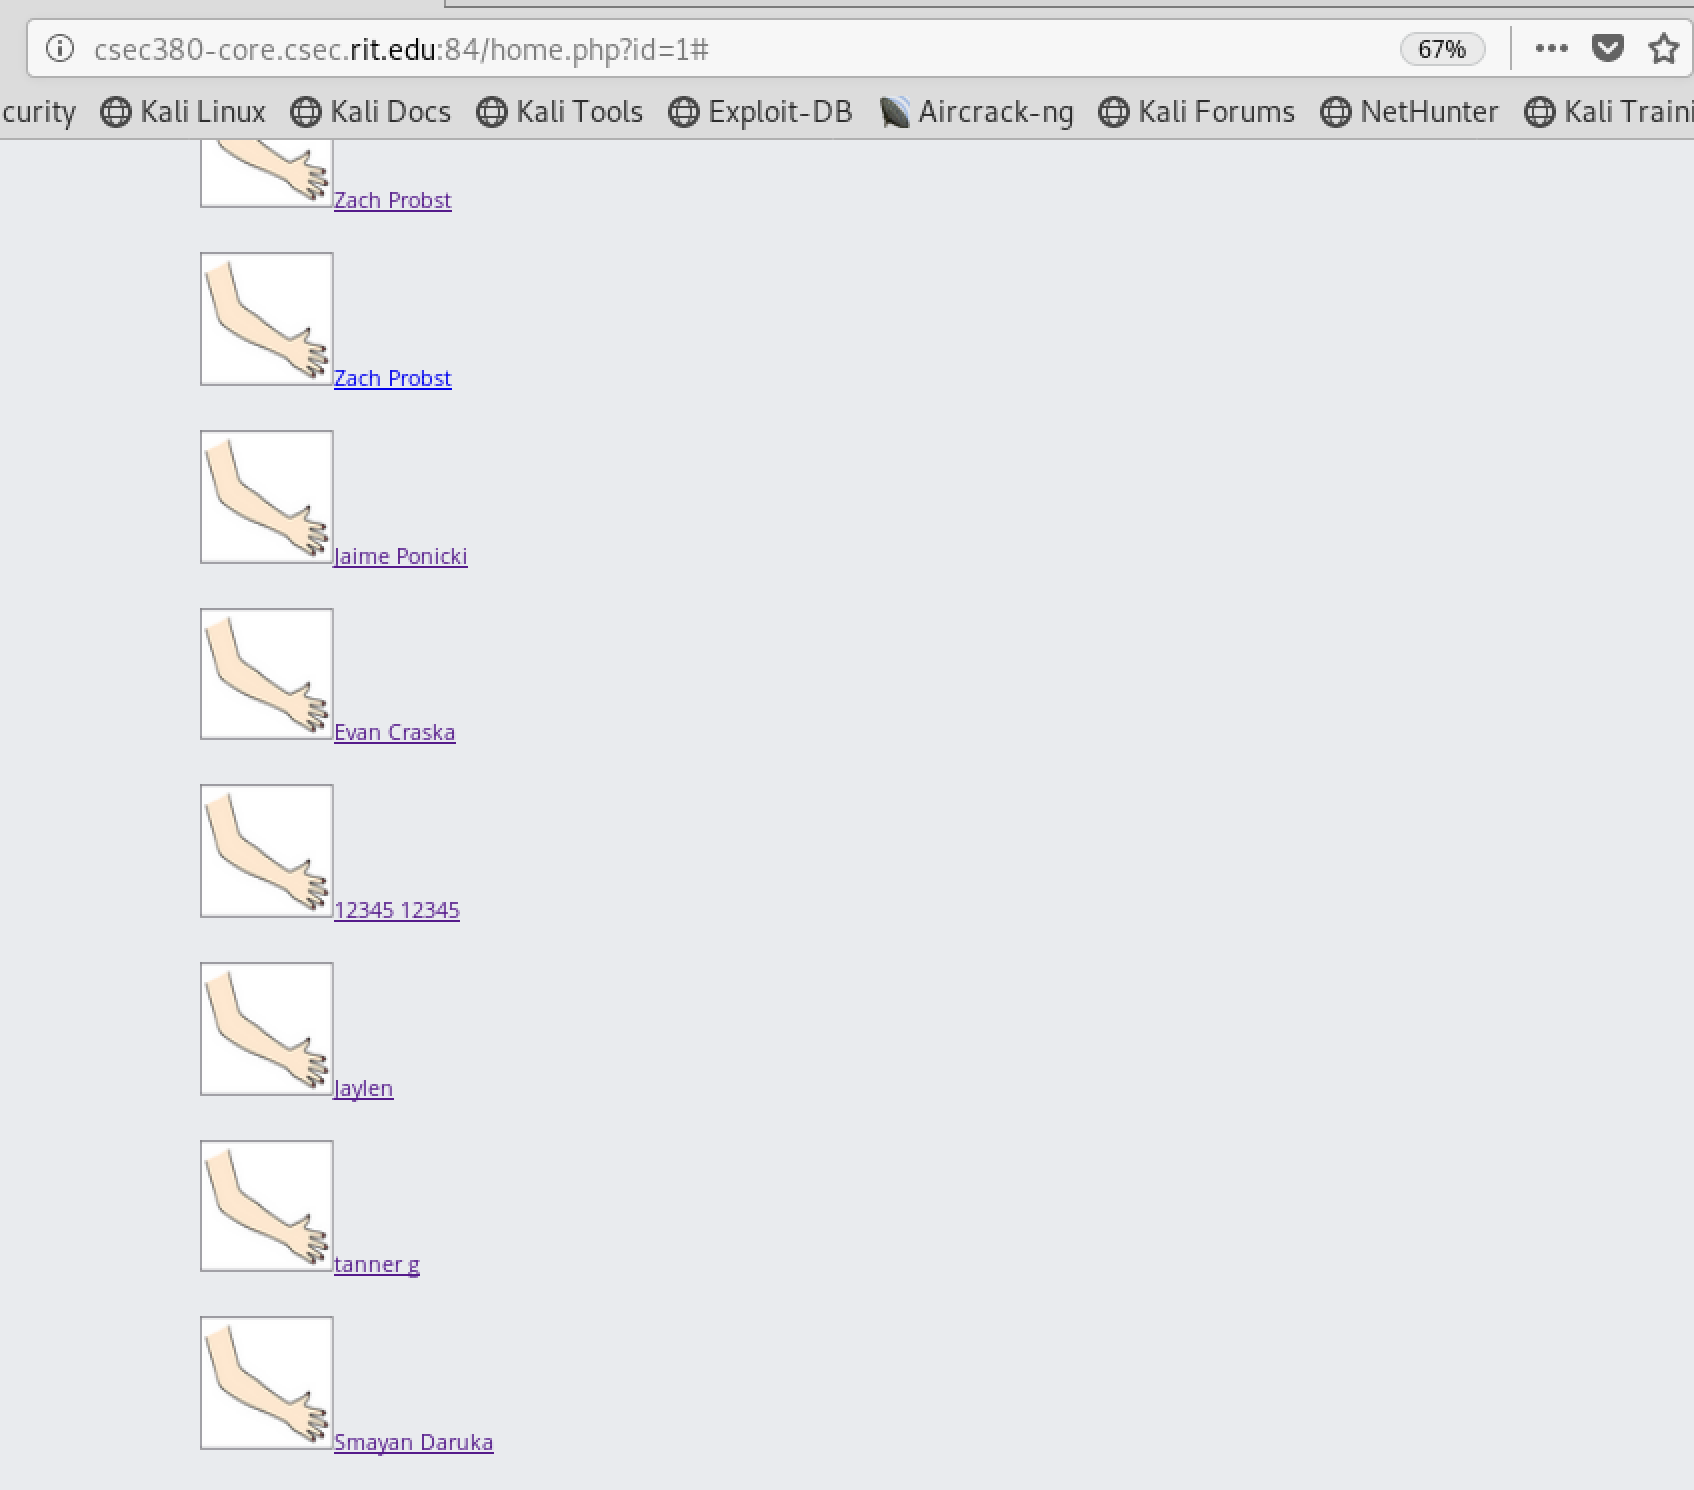 csec380-core.csec.rit.edu:84/home.php?id=1#
67%
curity Kali Linux Kali Docs Kali Tools Exploit-DB Aircrack-ng Kali Forums NetHunter Kali Traini
Zach Probst
Zach Probst
Jaime Ponicki
Evan Craska
12345 12345
Jaylen
tanner g
Smayan Daruka